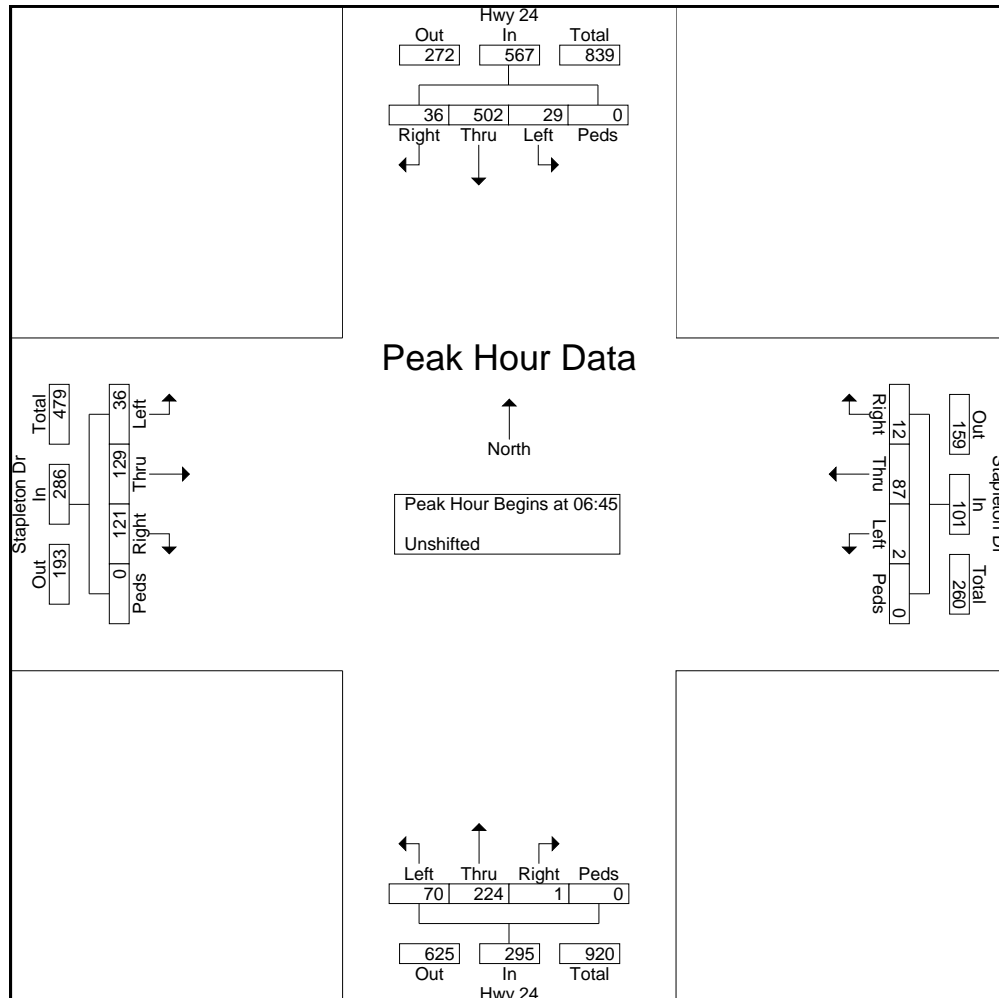 Hwy 24
Out In Total
272 567 839
36 502 29 0
Right Thru Left Peds
Peak Hour Data
North
Peak Hour Begins at 06:45
Unshifted
Stapleton Dr
Total In Out
479 286 193
36 129 121 0
Left Thru Right Peds
Stapleton Dr
Out In Total
159 101 260
12 87 2 0
Right Thru Left Peds
Left Thru Right Peds
70 224 1 0
625 295 920
Out In Total
Hwy 24